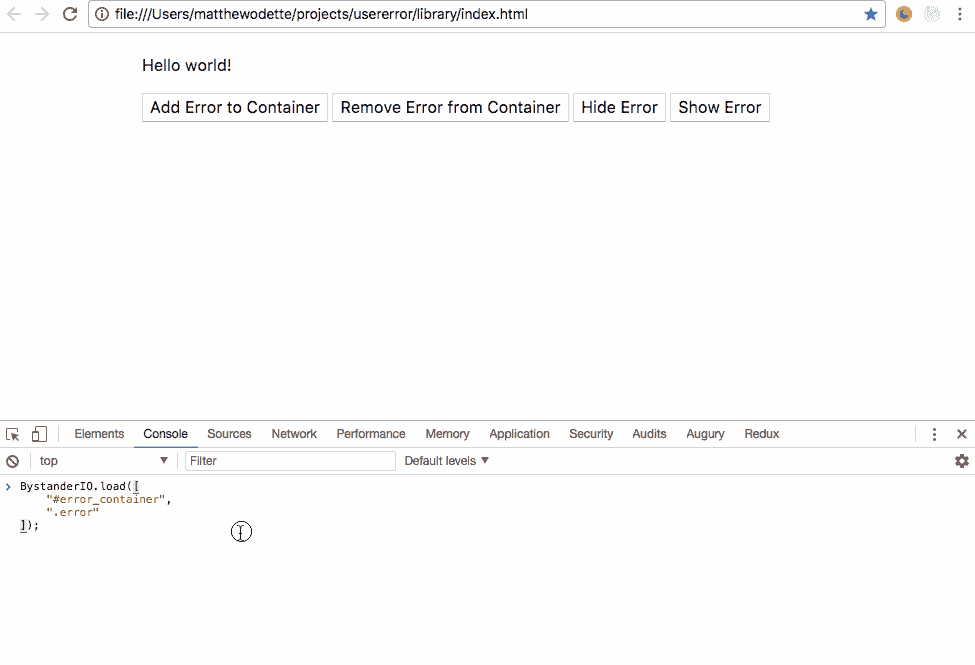 file:///Users/matthewodette/projects/usererror/library/index.html
Hello world!
Add Error to Container Remove Error from Container Hide Error Show Error
Elements Console Sources Network Performance Memory Application Security Audits Augury Redux
top Filter Default levels
BystanderIO.load([
"#error_container",
".error"
]);